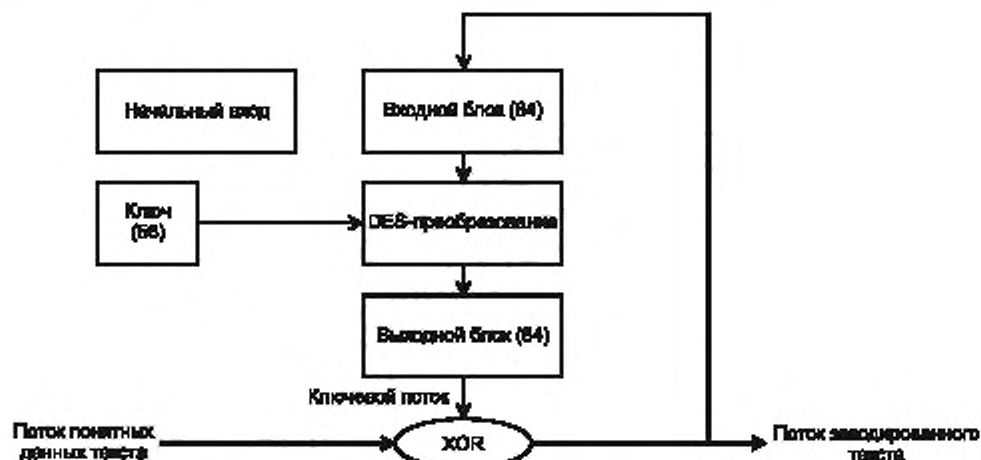 Начальный вход
Входной блок (64)
Ключ
(56)
DES-преобразование
Выходной блок (64)
Ключевой поток
Поток понятных
данных текста
XOR
Поток закодированного
текста